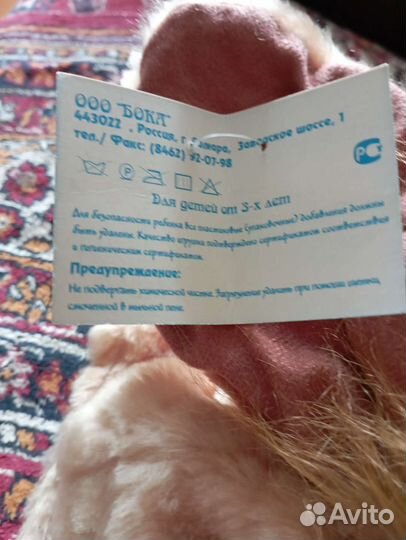 ООО "БОКА"
443022 , Россия, г. Самара, Заводское шоссе, 1
тел./ Факс: (8462) 92-07-98
РСТ
Для детей от 3-х лет
Для безопасности ребенка все пластиковые (упаковочные) добавления должны
быть удалены. Качество игрушки подтверждено сертификатом соответствия
и гигиеническим сертификатом.
Предупреждение:
Не подвергать химической чистке. Загрязнения удалять при помощи щетки,
смоченной в мыльной пене.
Avito